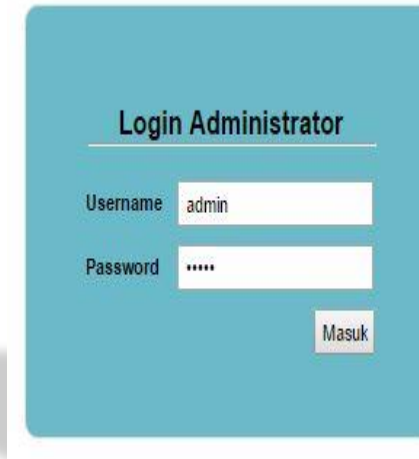 Login Administrator
Username admin
Password •••••
Masuk